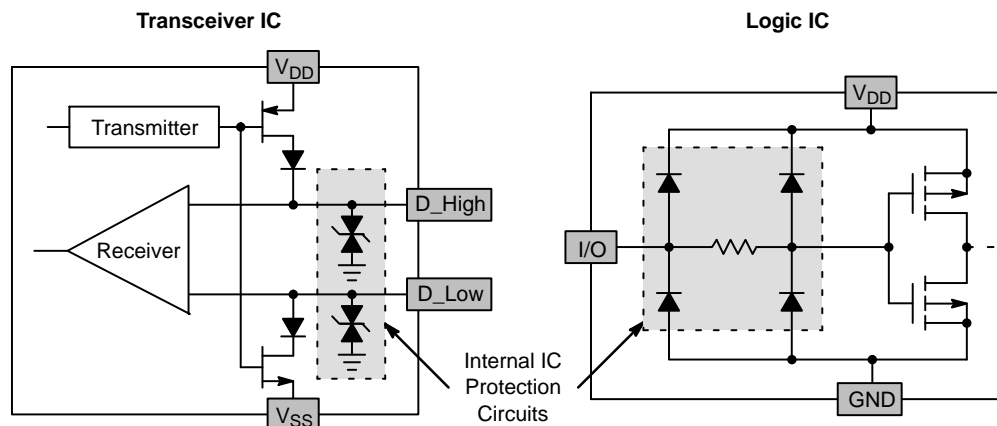 Transceiver IC
Logic IC
VDD
Transmitter
D_High
Receiver
D_Low
VSS
Internal IC
Protection
Circuits
VDD
I/O
GND